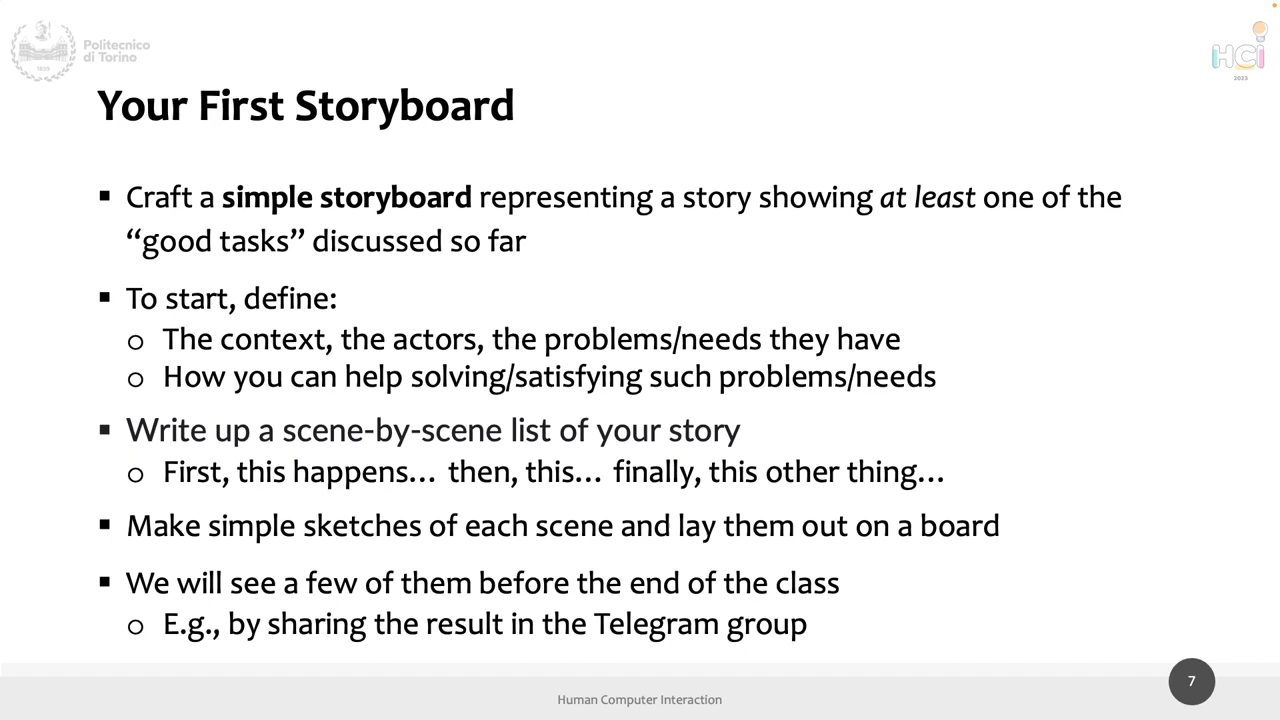 Politecnico
di Torino
1859
HCI
2023
Your First Storyboard
▪ Craft a simple storyboard representing a story showing at least one of the
“good tasks” discussed so far
▪ To start, define:
o The context, the actors, the problems/needs they have
o How you can help solving/satisfying such problems/needs
▪ Write up a scene-by-scene list of your story
o First, this happens… then, this… finally, this other thing…
▪ Make simple sketches of each scene and lay them out on a board
▪ We will see a few of them before the end of the class
o E.g., by sharing the result in the Telegram group
Human Computer Interaction
7